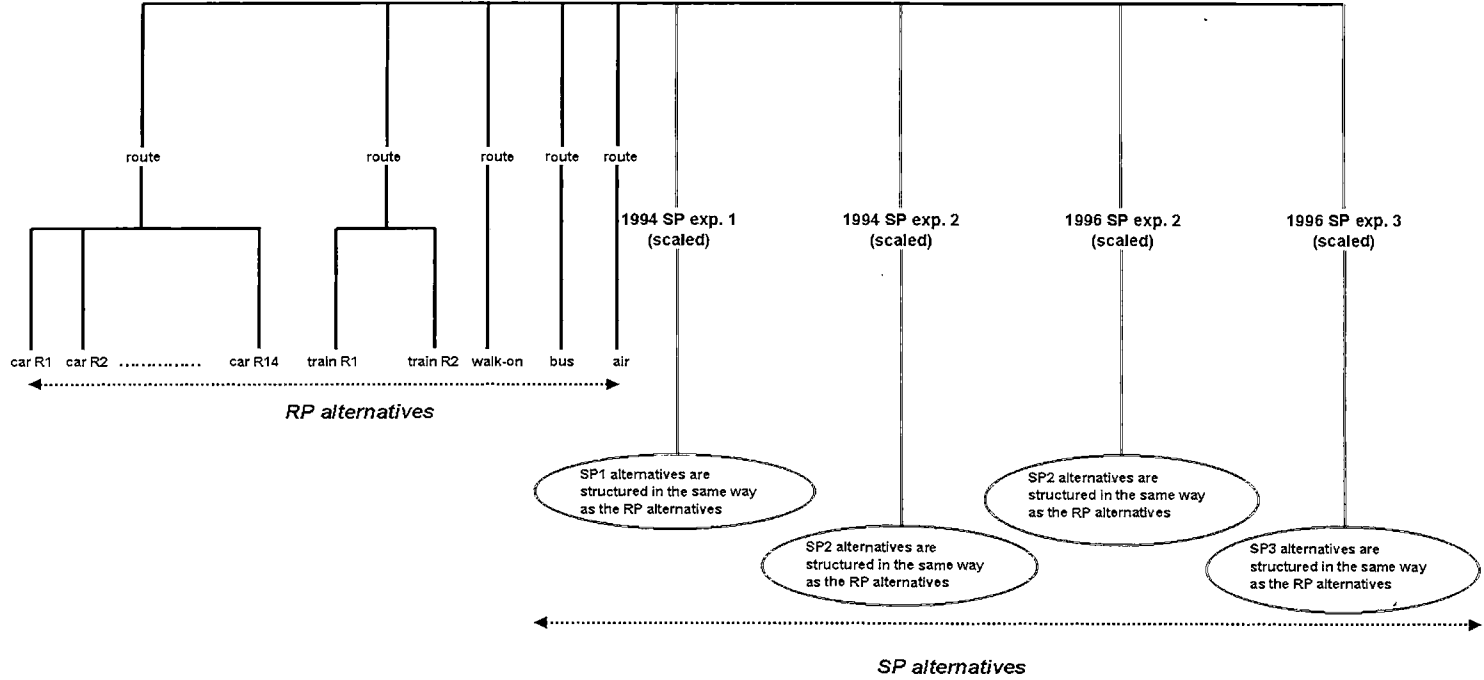 route
route
route
route
route
1994 SP exp. 1
(scaled)
1994 SP exp. 2
(scaled)
1996 SP exp. 2
(scaled)
1996 SP exp. 3
(scaled)
car R1
car R2
...............
car R14
train R1
train R2
walk-on
bus
air
RP alternatives
SP1 alternatives are
structured in the same way
as the RP alternatives
SP2 alternatives are
structured in the same way
as the RP alternatives
SP2 alternatives are
structured in the same way
as the RP alternatives
SP3 alternatives are
structured in the same way
as the RP alternatives
SP alternatives